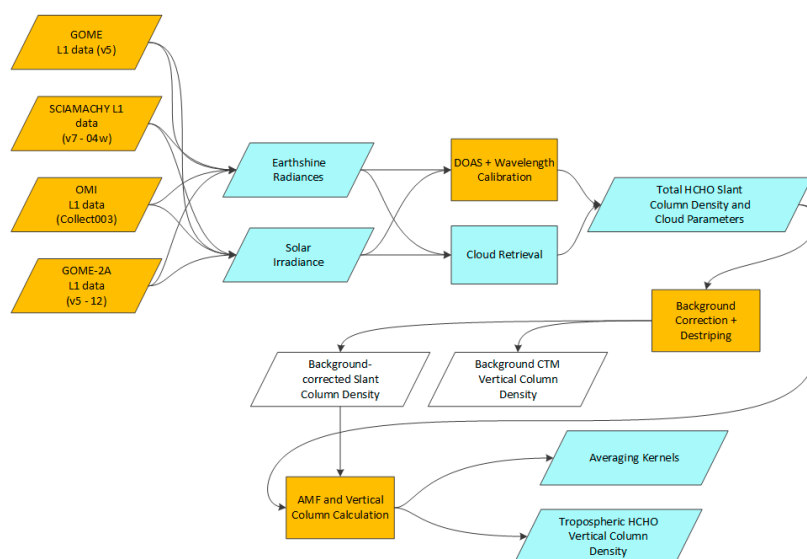 GOME
L1 data (v5)
SCIAMACHY L1
data
(v7 - 04w)
OMI
L1 data
(Collect003)
GOME-2A
L1 data
(v5 - 12)
Earthshine
Radiances
Solar
Irradiance
DOAS + Wavelength
Calibration
Cloud Retrieval
Total HCHO Slant
Column Density and
Cloud Parameters
Background
Correction +
Destriping
Background-
corrected Slant
Column Density
Background CTM
Vertical Column
Density
AMF and Vertical
Column Calculation
Averaging Kernels
Tropospheric HCHO
Vertical Column
Density